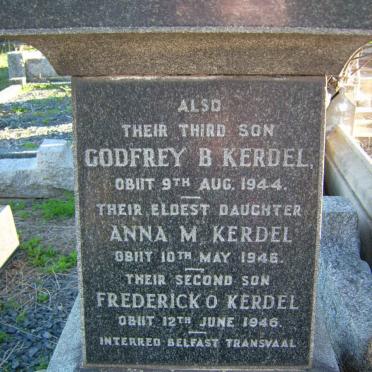 ALSO
THEIR THIRD SON
GODFREY B. KERDEL,
OBIIT 9TH AUG. 1944.
THEIR ELDEST DAUGHTER
ANNA M. KERDEL
OBIIT 10TH MAY 1946.
THEIR SECOND SON
FREDERICK O. KERDEL
OBIIT 12TH JUNE 1946.
INTERRED BELFAST TRANSVAAL